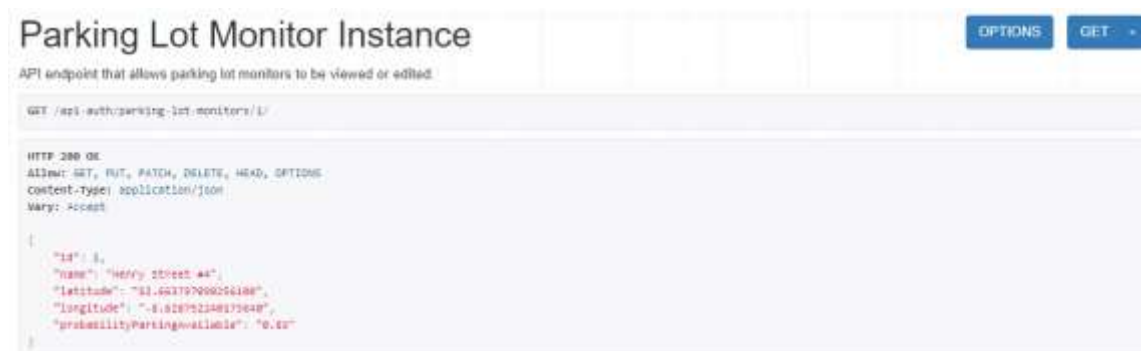 Parking Lot Monitor Instance
OPTIONS
GET
API endpoint that allows parking lot monitors to be viewed or edited.
GET /api-auth/parking-lot-monitors/1/
HTTP 200 OK
Allow: GET, PUT, PATCH, DELETE, HEAD, OPTIONS
Content-Type: application/json
Vary: Accept
{
"id": 1,
"name": "Henry Street #4",
"latitude":
"longitude":
"probabilityParkingAvailable":
}